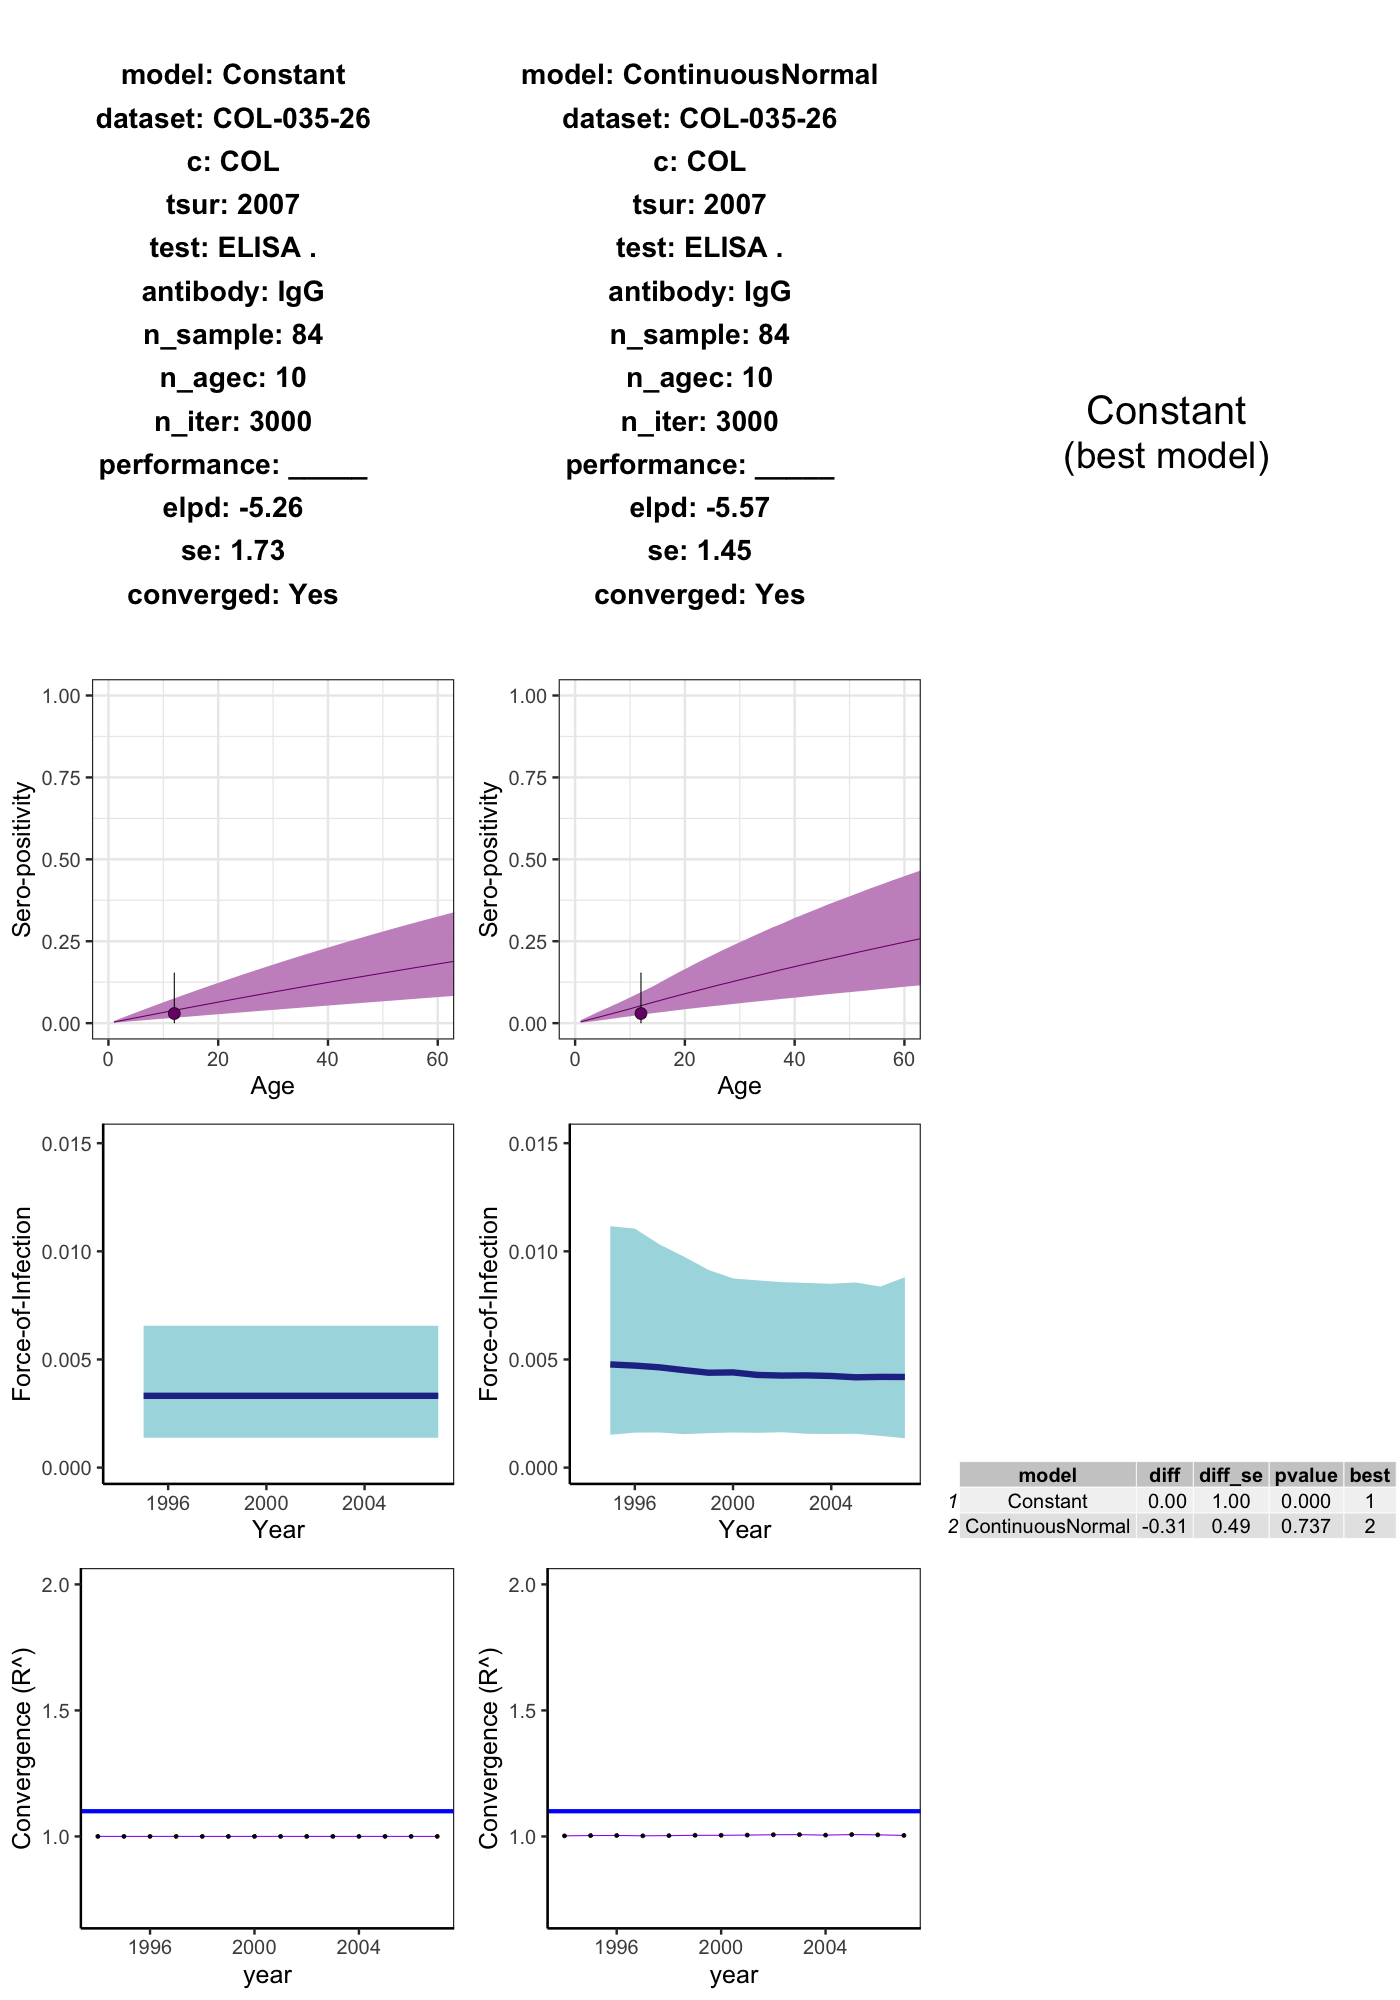 model: Constant
dataset: COL-035-26
c: COL
tsur: 2007
test: ELISA .
antibody: IgG
n_sample: 84
n_agec: 10
n_iter: 3000
performance: _____
elpd: -5.26
se: 1.73
converged: Yes
model: ContinuousNormal
dataset: COL-035-26
c: COL
tsur: 2007
test: ELISA .
antibody: IgG
n_sample: 84
n_agec: 10
n_iter: 3000
performance: _____
elpd: -5.57
se: 1.45
converged: Yes
Constant
(best model)
Sero-positivity
1.00
0.75
0.50
0.25
0.00
0 20 40 60
Age
Sero-positivity
1.00
0.75
0.50
0.25
0.00
0 20 40 60
Age
Force-of-Infection
0.015
0.010
0.005
0.000
1996 2000 2004
Year
Force-of-Infection
0.015
0.010
0.005
0.000
1996 2000 2004
Year
model diff diff_se pvalue best
1 Constant 0.00 1.00 0.000 1
2 ContinuousNormal -0.31 0.49 0.737 2
Convergence (R^)
2.0
1.5
1.0
1996 2000 2004
year
Convergence (R^)
2.0
1.5
1.0
1996 2000 2004
year